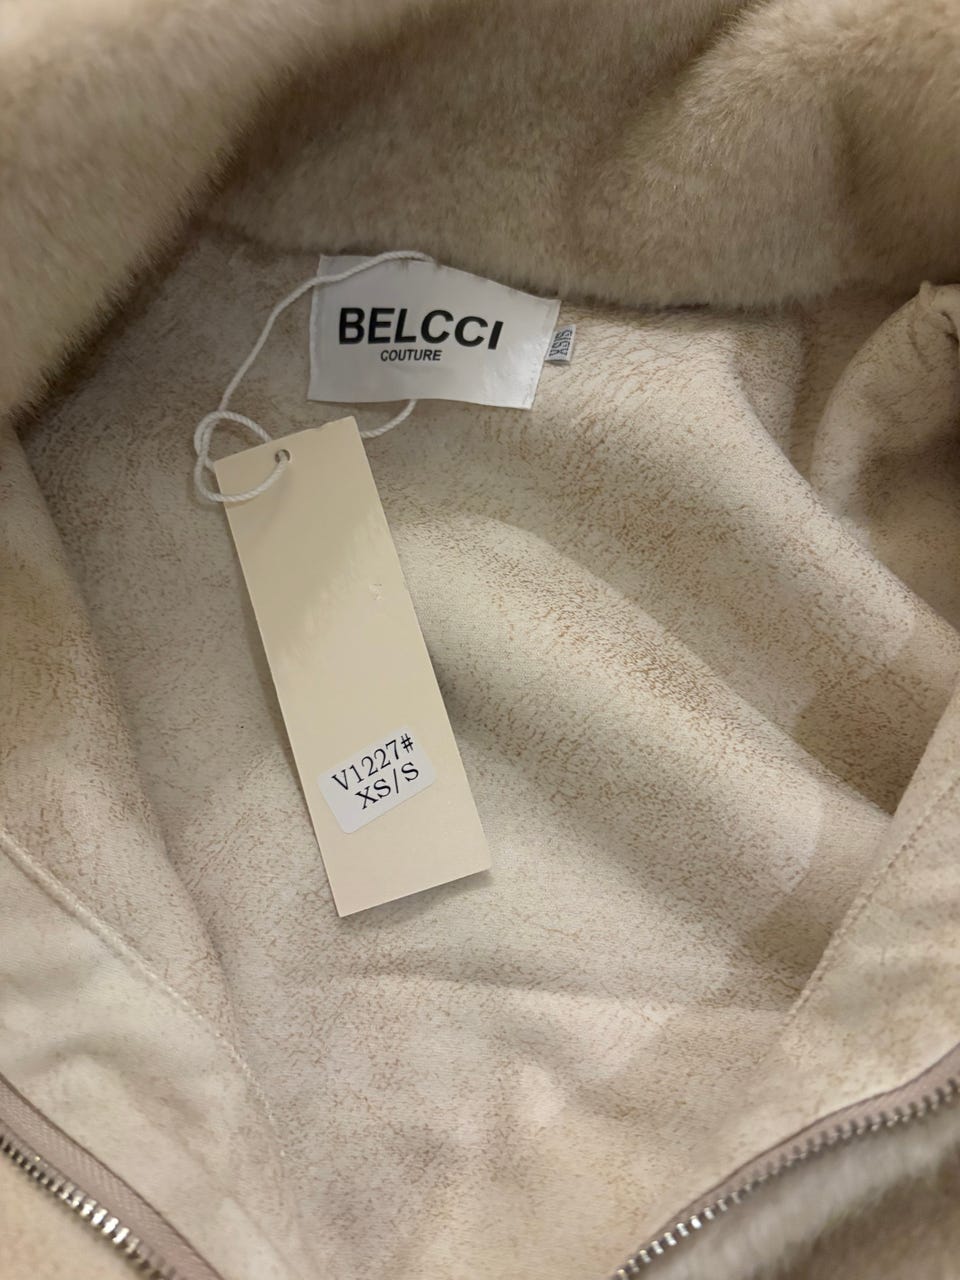 BELCCI
COUTURE
XS/S
V1227#
XS/S